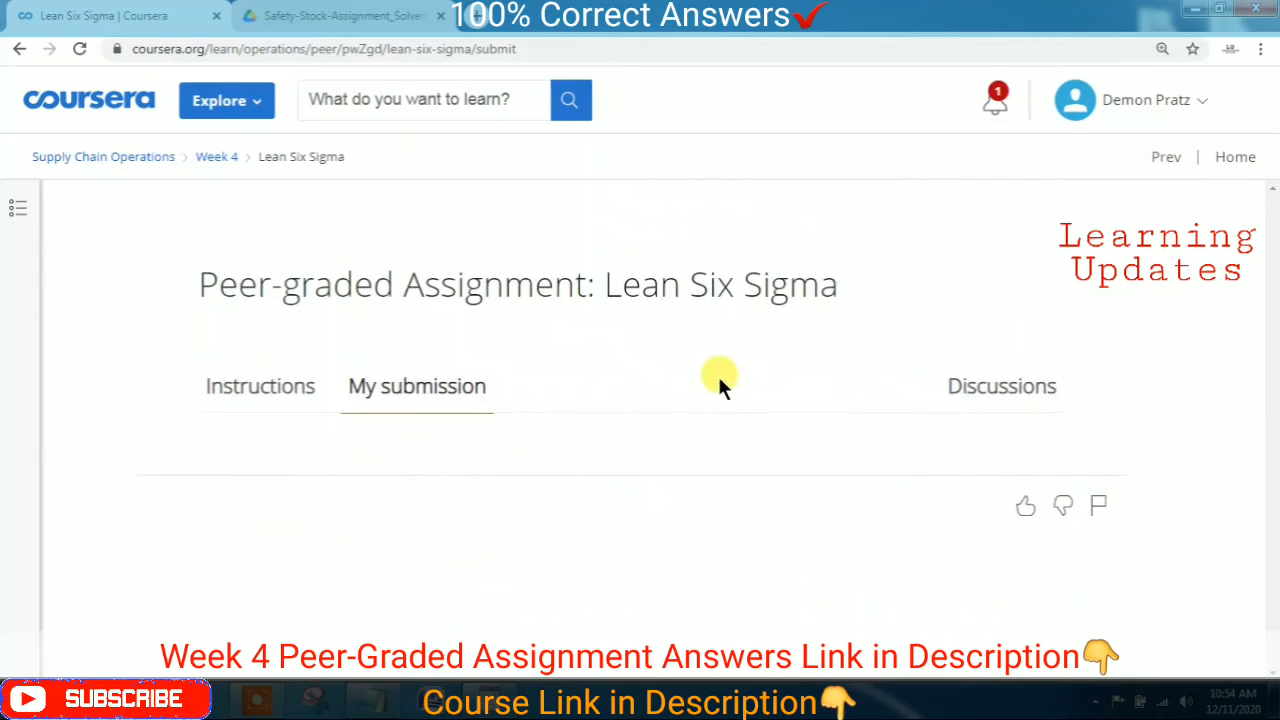 100% Correct Answers✔
Lean Six Sigma | Coursera
Safety-Stock-Assignment_Solve
coursera.org/learn/operations/peer/pwZgd/lean-six-sigma/submit
coursera
Explore
What do you want to learn?
1
Demon Pratz
Supply Chain Operations > Week 4 > Lean Six Sigma
Prev | Home
Learning
Updates
Peer-graded Assignment: Lean Six Sigma
Instructions My submission Discussions
Week 4 Peer-Graded Assignment Answers Link in Description👇
SUBSCRIBE
Course Link in Description👇
10:54 AM
12/11/2020